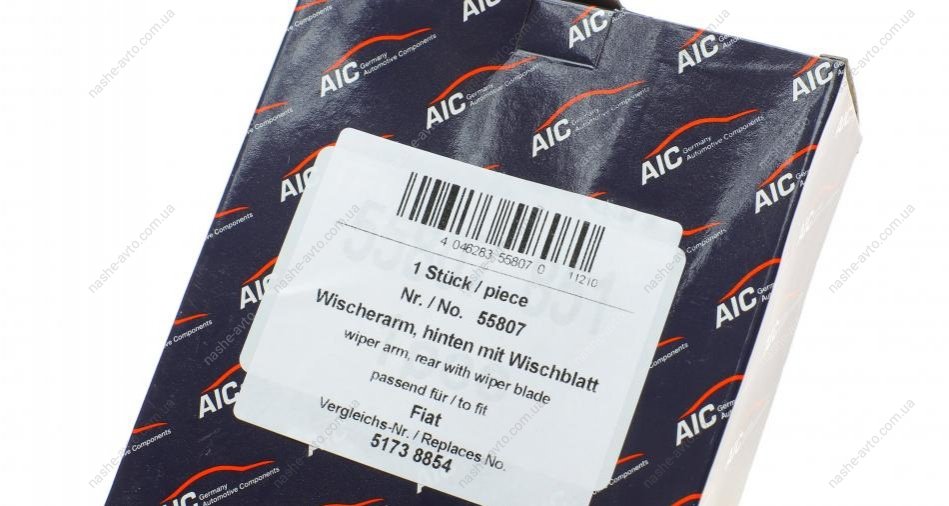 AIC Germany
Automotive Components
4 046283 55807 0 11210
1 Stück / piece
Nr. / No. 55807
Wischerarm, hinten mit Wischblatt
wiper arm, rear with wiper blade
passend für / to fit
Fiat
Vergleichs-Nr. / Replaces No.
5173 8854
nashe-avto.com.ua